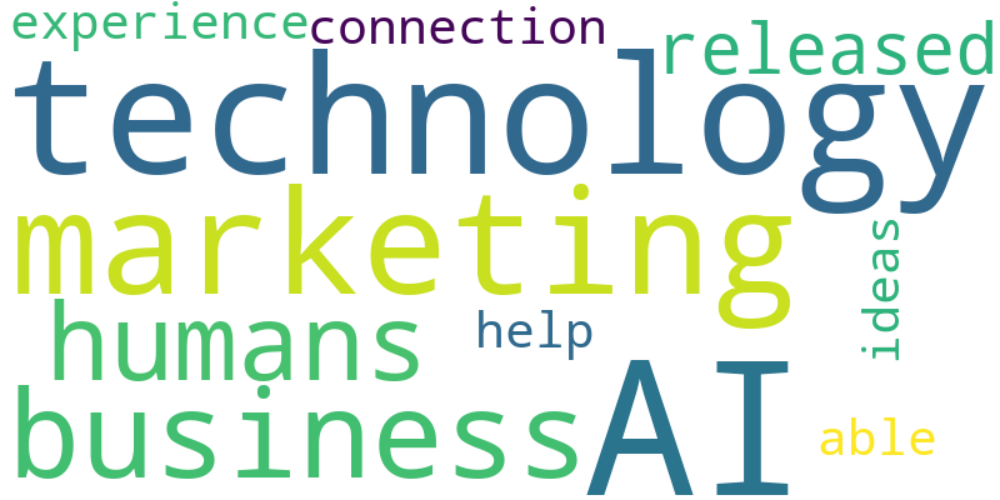 experience connection
released
technology
marketing
ideas
humans
help
business
AI
able